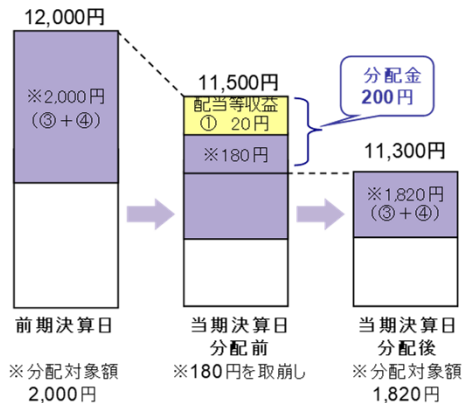 12,000円
※2,000円
(③+④)
前期決算日
※分配対象額
2,000円
11,500円
配当等収益
① 20円
※180円
当期決算日
分配前
※180円を取崩し
分配金
200円
11,300円
※1,820円
(③+④)
当期決算日
分配後
※分配対象額
1,820円